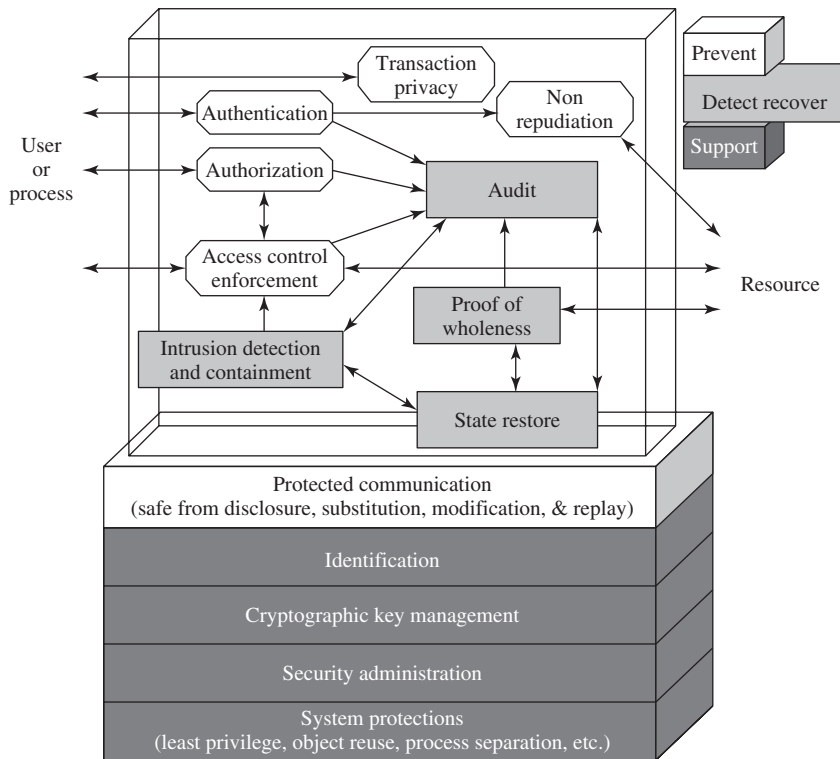 Transaction
privacy
Prevent
Authentication
Non
repudiation
Detect recover
User
or
process
Authorization
Audit
Support
Access control
enforcement
Resource
Proof of
wholeness
Intrusion detection
and containment
State restore
Protected communication
(safe from disclosure, substitution, modification, & replay)
Identification
Cryptographic key management
Security administration
System protections
(least privilege, object reuse, process separation, etc.)